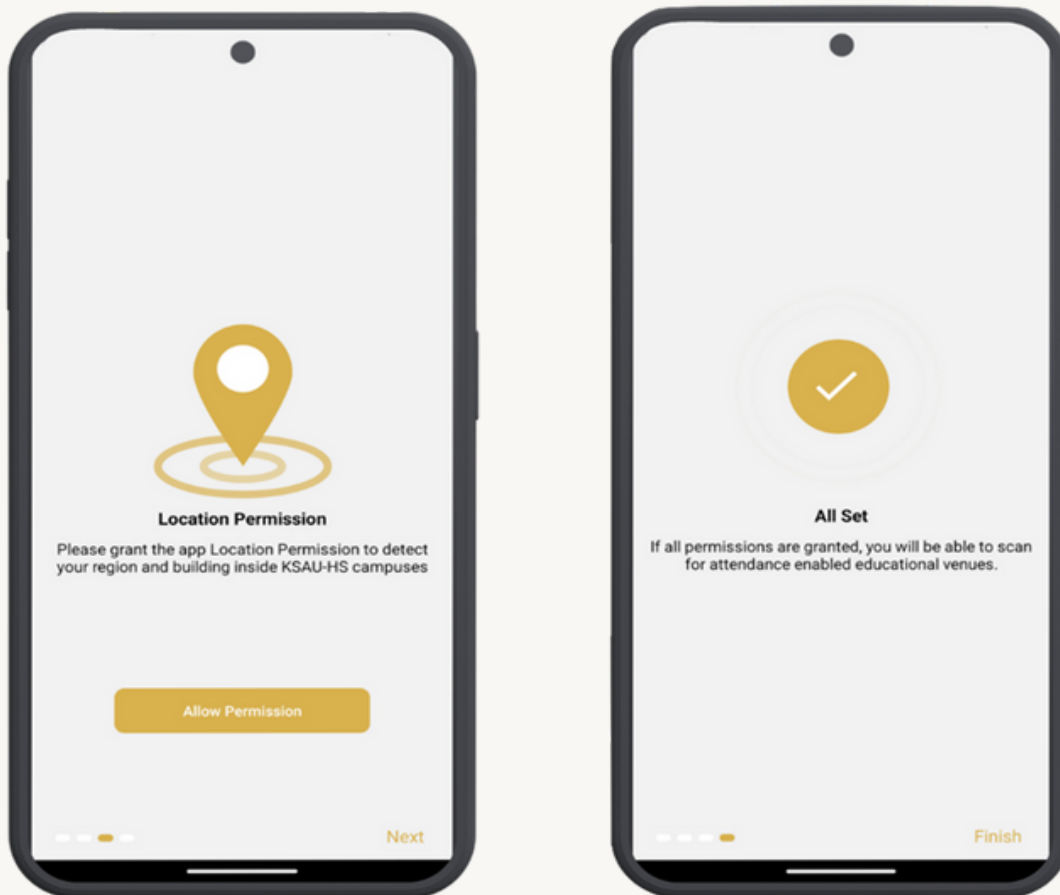 Location Permission
Please grant the app Location Permission to detect
your region and building inside KSAU-HS campuses
Allow Permission
Next
All Set
If all permissions are granted, you will be able to scan
for attendance enabled educational venues.
Finish